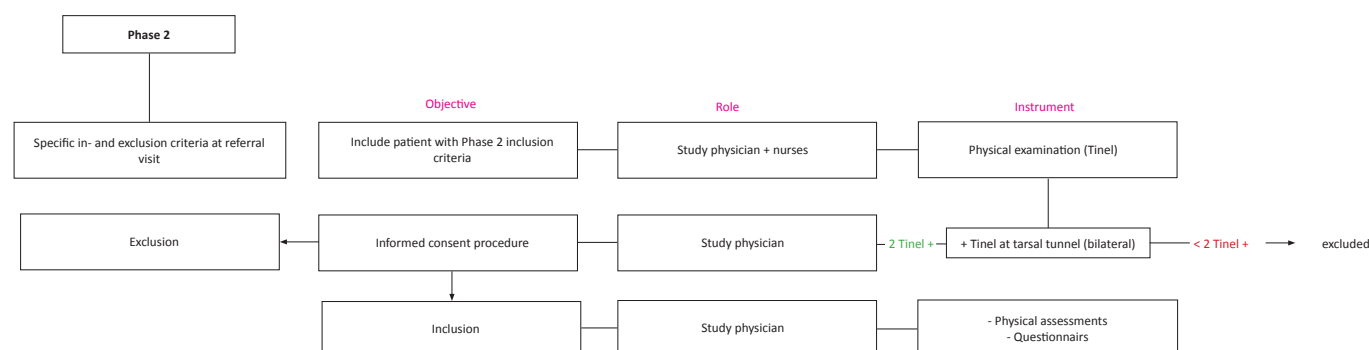 Phase 2
Objective
Role
Instrument
Specific in- and exclusion criteria at referral
visit
Include patient with Phase 2 inclusion
criteria
Study physician + nurses
Physical examination (Tinel)
Exclusion
Informed consent procedure
Study physician
2 Tinel +
+ Tinel at tarsal tunnel (bilateral)
< 2 Tinel +
excluded
Inclusion
Study physician
- Physical assessments
- Questionnairs